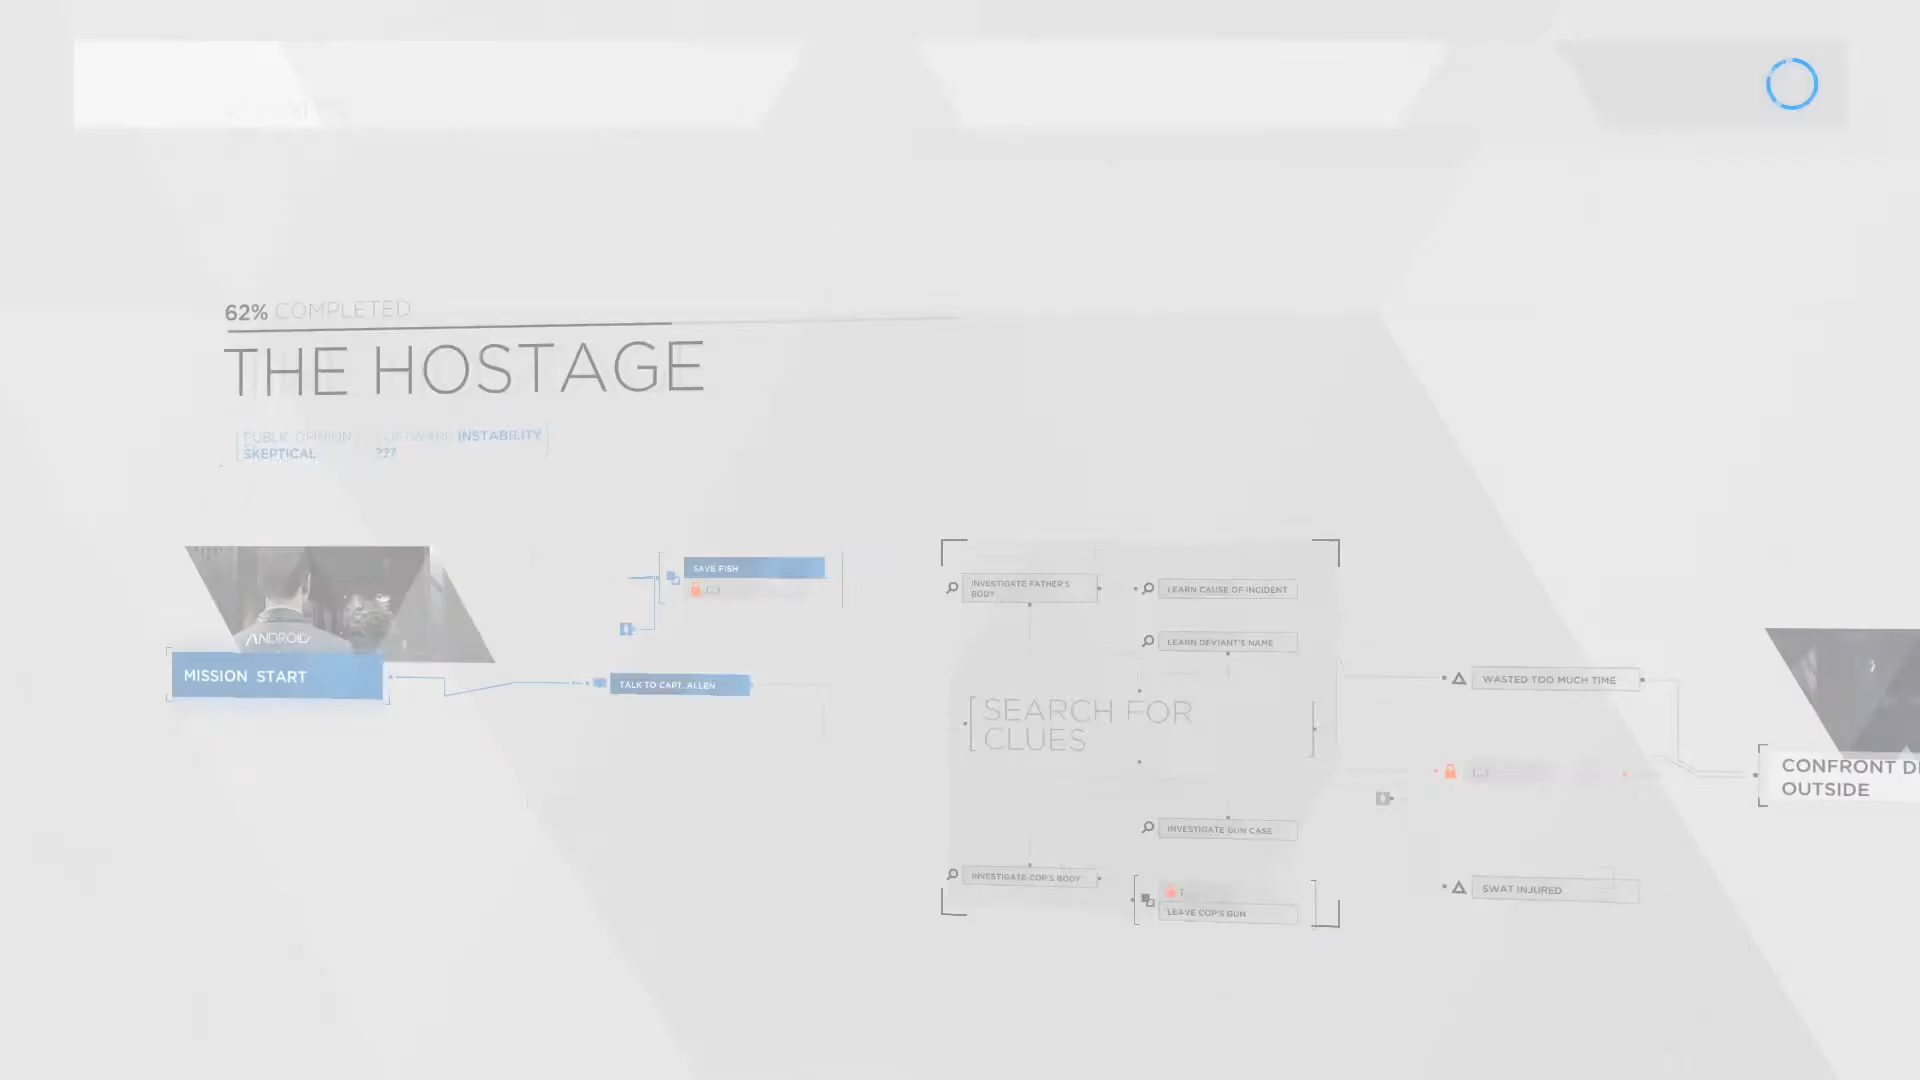 62% COMPLETED
THE HOSTAGE
PUBLIC OPINION
SKEPTICAL
SOFTWARE INSTABILITY
???
ANDROID
MISSION START
SAVE FISH
TALK TO CAPT. ALLEN
INVESTIGATE FATHER'S
BODY
LEARN CAUSE OF INCIDENT
LEARN DEVIANT'S NAME
SEARCH FOR
CLUES
INVESTIGATE GUN CASE
INVESTIGATE COP'S BODY
LEAVE COP'S GUN
WASTED TOO MUCH TIME
SWAT INJURED
CONFRONT
OUTSIDE